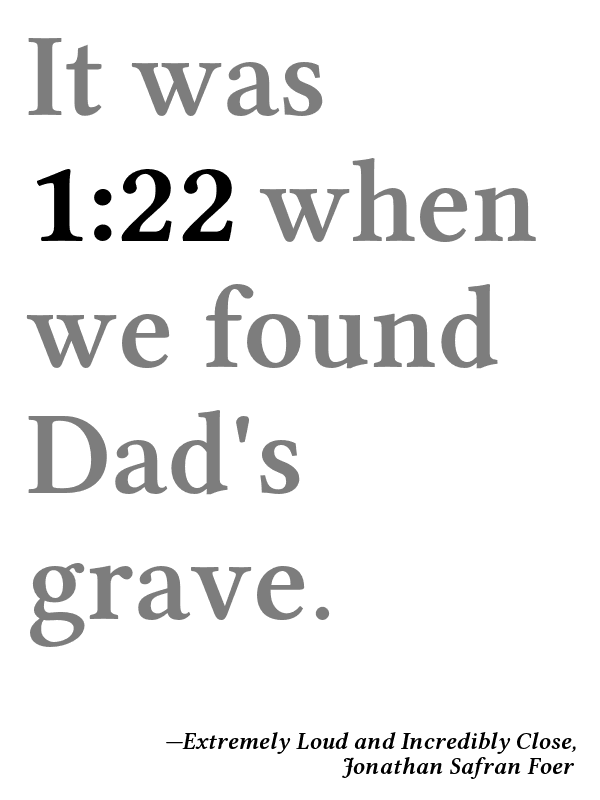 It was
1:22 when
we found
Dad's
grave.
—Extremely Loud and Incredibly Close,
Jonathan Safran Foer